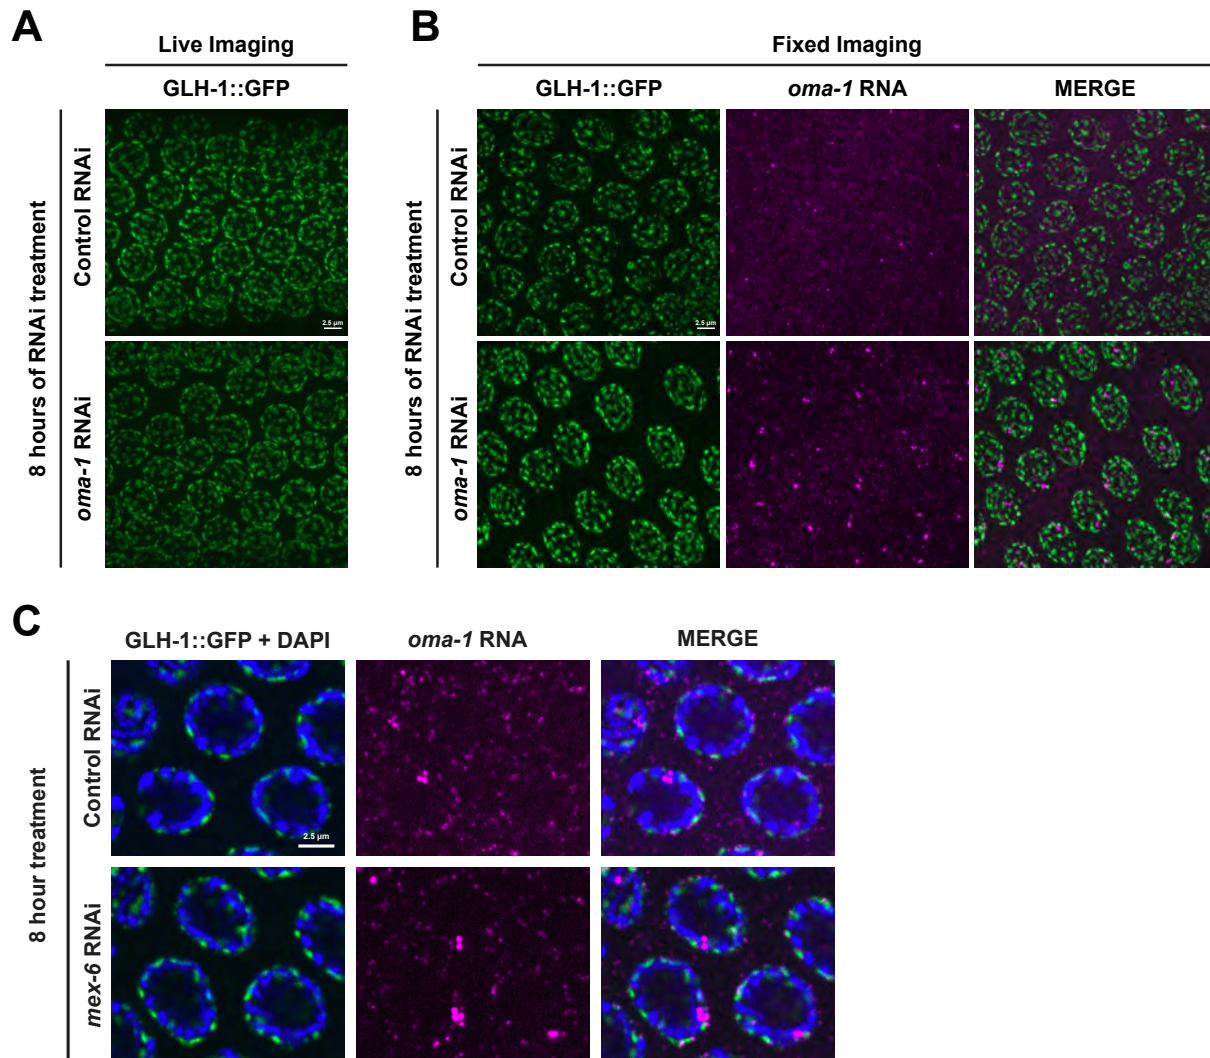 A
Live Imaging
GLH-1::GFP
8 hours of RNAi treatment
Control RNAi
2.5 µm
oma-1 RNAi
B
Fixed Imaging
GLH-1::GFP
oma-1 RNA
MERGE
8 hours of RNAi treatment
Control RNAi
2.5 µm
oma-1 RNAi
C
GLH-1::GFP + DAPI
oma-1 RNA
MERGE
8 hour treatment
Control RNAi
2.5 µm
mex-6 RNAi